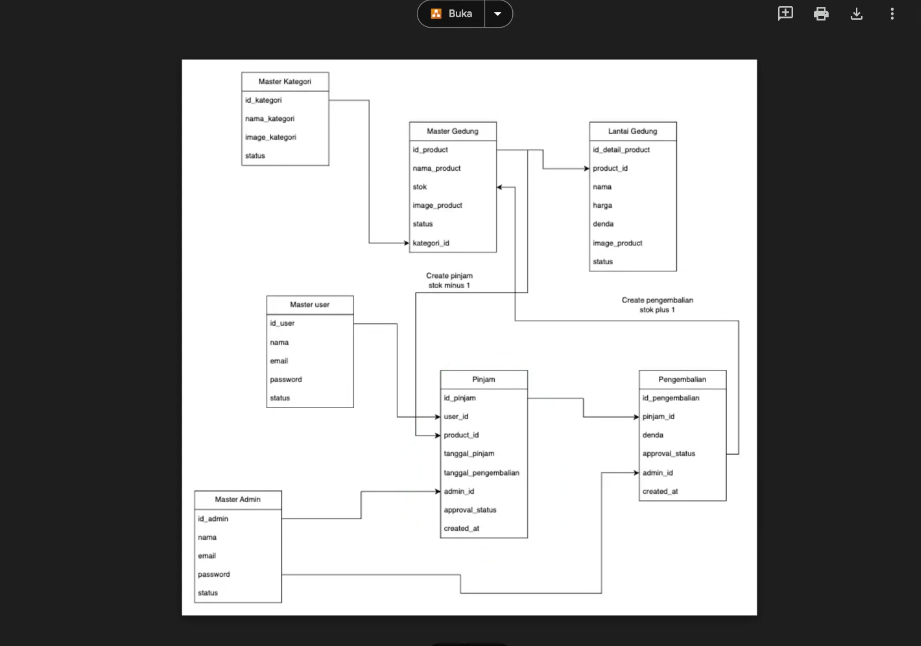 Buka
Master Kategori
id_kategori
nama_kategori
image_kategori
status
Master Gedung
id_product
nama_product
stok
image_product
status
kategori_id
Lantai Gedung
id_detail_product
product_id
nama
harga
denda
image_product
status
Create pinjam
stok minus 1
Create pengembalian
stok plus 1
Master user
id_user
nama
email
password
status
Pinjam
id_pinjam
user_id
product_id
tanggal_pinjam
tanggal_pengembalian
admin_id
approval_status
created_at
Pengembalian
id_pengembalian
pinjam_id
denda
approval_status
admin_id
created_at
Master Admin
id_admin
nama
email
password
status